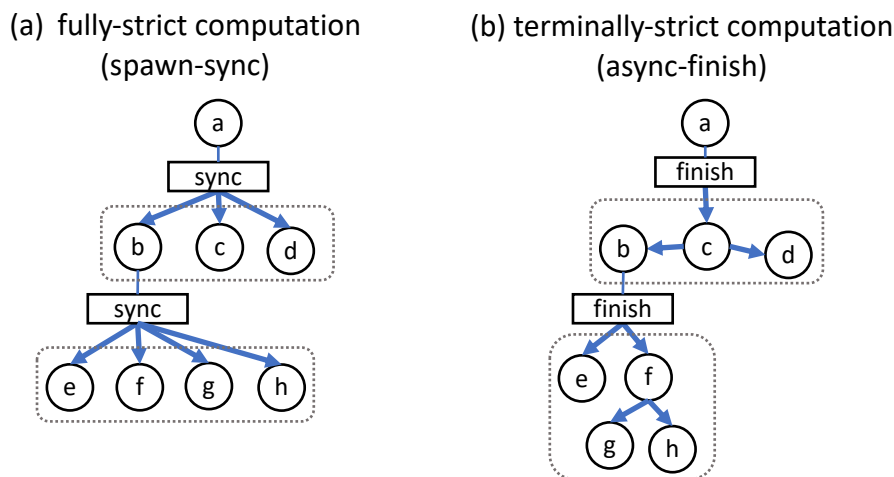 (a) fully-strict computation
(spawn-sync)
a
sync
b
c
d
sync
e
f
g
h
(b) terminally-strict computation
(async-finish)
a
finish
b
c
d
finish
e
f
g
h